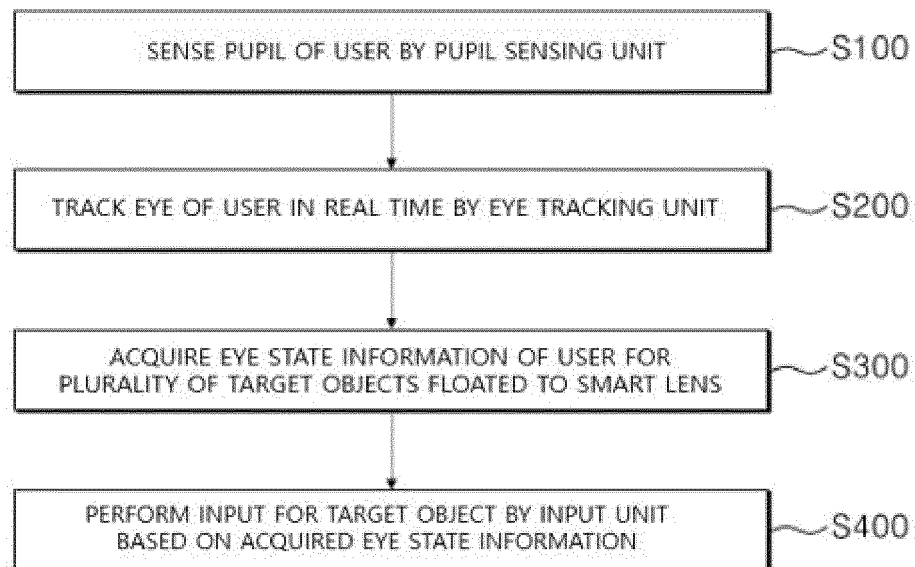 SENSE PUPIL OF USER BY PUPIL SENSING UNIT
S100
TRACK EYE OF USER IN REAL TIME BY EYE TRACKING UNIT
S200
ACQUIRE EYE STATE INFORMATION OF USER FOR
PLURALITY OF TARGET OBJECTS FLOATED TO SMART LENS
S300
PERFORM INPUT FOR TARGET OBJECT BY INPUT UNIT
BASED ON ACQUIRED EYE STATE INFORMATION
S400